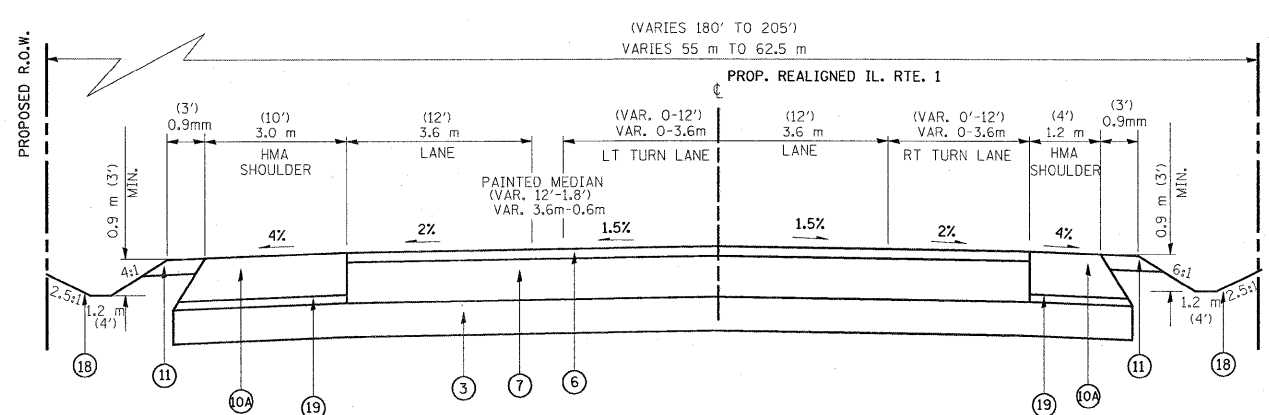 (VARIES 180' TO 205')
VARIES 55 m TO 62.5 m
PROPOSED R.O.W.
℄ PROP. REALIGNED IL. RTE. 1
(3')
0.9mm
(10')
3.0 m
HMA
SHOULDER
(12')
3.6 m
LANE
(VAR. 0-12')
VAR. 0-3.6m
LT TURN LANE
(12')
3.6 m
LANE
(VAR. 0'-12')
VAR. 0-3.6m
RT TURN LANE
(4')
1.2 m
HMA
SHOULDER
(3')
0.9mm
PAINTED MEDIAN
(VAR. 12'-1.8')
VAR. 3.6m-0.6m
0.9 m (3')
MIN.
0.9 m (3')
MIN.
4%
2%
1.5%
1.5%
2%
4%
2.5:1
1.2 m
(4')
4:1
6:1
1.2 m
(4')
2.5:1
18
11
10A
19
3
7
6
19
10A
11
18